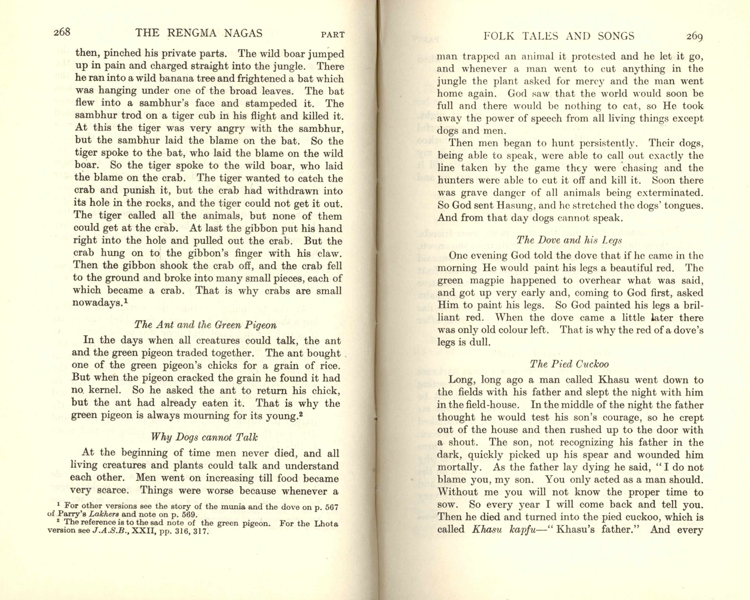 268 THE RENGMA NAGAS PART
then, pinched his private parts. The wild boar jumped
up in pain and charged straight into the jungle. There
he ran into a wild banana tree and frightened a bat which
was hanging under one of the broad leaves. The bat
flew into a sambhur's face and stampeded it. The
sambhur trod on a tiger cub in his flight and killed it.
At this the tiger was very angry with the sambhur,
but the sambhur laid the blame on the bat. So the
tiger spoke to the bat, who laid the blame on the wild
boar. So the tiger spoke to the wild boar, who laid
the blame on the crab. The tiger wanted to catch the
crab and punish it, but the crab had withdrawn into
its hole in the rocks, and the tiger could not get it out.
The tiger called all the animals, but none of them
could get at the crab. At last the gibbon put his hand
right into the hole and pulled out the crab. But the
crab hung on to the gibbon's finger with his claw.
Then the gibbon shook the crab off, and the crab fell
to the ground and broke into many small pieces, each of
which became a crab. That is why crabs are small
nowadays.¹
The Ant and the Green Pigeon
In the days when all creatures could talk, the ant
and the green pigeon traded together. The ant bought
one of the green pigeon's chicks for a grain of rice.
But when the pigeon cracked the grain he found it had
no kernel. So he asked the ant to return his chick,
but the ant had already eaten it. That is why the
green pigeon is always mourning for its young.²
Why Dogs cannot Talk
At the beginning of time men never died, and all
living creatures and plants could talk and understand
each other. Men went on increasing till food became
very scarce. Things were worse because whenever a
¹ For other versions see the story of the munia and the dove on p. 567
of Parry's Lakhers and note on p. 569.
² The reference is to the sad note of the green pigeon. For the Lhota
version see J.A.S.B., XXII, pp. 316, 317.
FOLK TALES AND SONGS 269
man trapped an animal it protested and he let it go,
and whenever a man went to cut anything in the
jungle the plant asked for mercy and the man went
home again. God saw that the world would soon be
full and there would be nothing to eat, so He took
away the power of speech from all living things except
dogs and men.
Then men began to hunt persistently. Their dogs,
being able to speak, were able to call out exactly the
line taken by the game they were chasing and the
hunters were able to cut it off and kill it. Soon there
was grave danger of all animals being exterminated.
So God sent Hasung, and he stretched the dogs' tongues.
And from that day dogs cannot speak.
The Dove and his Legs
One evening God told the dove that if he came in the
morning He would paint his legs a beautiful red. The
green magpie happened to overhear what was said,
and got up very early and, coming to God first, asked
Him to paint his legs. So God painted his legs a bril-
liant red. When the dove came a little later there
was only old colour left. That is why the red of a dove's
legs is dull.
The Pied Cuckoo
Long, long ago a man called Khasu went down to
the fields with his father and slept the night with him
in the field-house. In the middle of the night the father
thought he would test his son's courage, so he crept
out of the house and then rushed up to the door with
a shout. The son, not recognizing his father in the
dark, quickly picked up his spear and wounded him
mortally. As the father lay dying he said, "I do not
blame you, my son. You only acted as a man should.
Without me you will not know the proper time to
sow. So every year I will come back and tell you.
Then he died and turned into the pied cuckoo, which is
called Khasu kapfu—"Khasu's father." And every